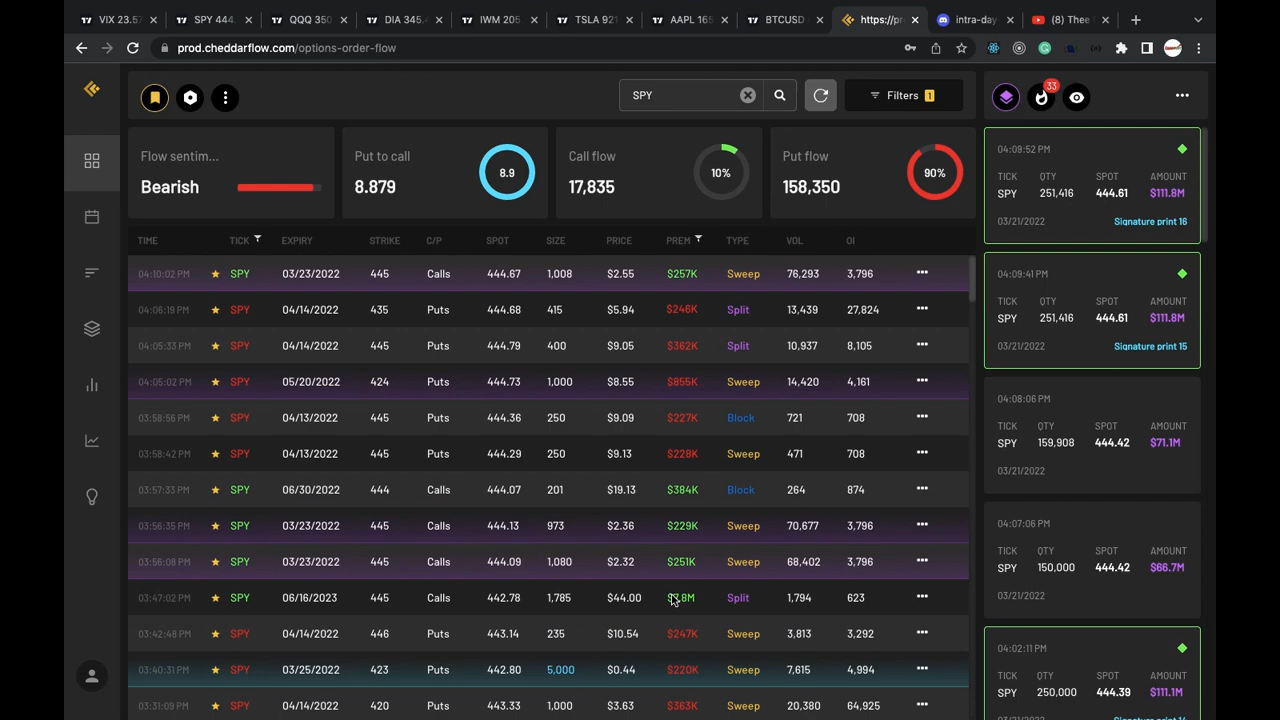 VIX 23.5 SPY 444. QQQ 350 DIA 345. IWM 205 TSLA 921 AAPL 165 BTCUSD https://pr intra-day (8) Thee
prod.cheddarflow.com/options-order-flow
SPY Filters 1 33
Flow sentim... Put to call Call flow Put flow
Bearish 8.879 8.9 17,835 10% 158,350 90%
TIME TICK EXPIRY STRIKE C/P SPOT SIZE PRICE PREM TYPE VOL OI
04:10:02 PM SPY 03/23/2022 445 Calls 444.67 1,008 $2.55 $257K Sweep 76,293 3,796
04:06:19 PM SPY 04/14/2022 435 Puts 444.68 415 $5.94 $246K Split 13,439 27,824
04:05:33 PM SPY 04/14/2022 445 Puts 444.79 400 $9.05 $362K Split 10,937 8,105
04:05:02 PM SPY 05/20/2022 424 Puts 444.73 1,000 $8.55 $855K Sweep 14,420 4,161
03:58:56 PM SPY 04/13/2022 445 Puts 444.36 250 $9.09 $227K Block 721 708
03:58:42 PM SPY 04/13/2022 445 Puts 444.29 250 $9.13 $228K Sweep 471 708
03:57:33 PM SPY 06/30/2022 444 Calls 444.07 201 $19.13 $384K Block 264 874
03:56:35 PM SPY 03/23/2022 445 Calls 444.13 973 $2.36 $229K Sweep 70,677 3,796
03:56:08 PM SPY 03/23/2022 445 Calls 444.09 1,080 $2.32 $251K Sweep 68,402 3,796
03:47:02 PM SPY 06/16/2023 445 Calls 442.78 1,785 $44.00 Split 1,794 623
03:42:48 PM SPY 04/14/2022 446 Puts 443.14 235 $10.54 $247K Sweep 3,813 3,292
03:40:31 PM SPY 03/25/2022 423 Puts 442.80 5,000 $0.44 $220K Sweep 7,615 4,994
03:31:09 PM SPY 04/14/2022 420 Puts 443.33 1,000 $3.63 $363K Sweep 20,380 64,925
04:09:52 PM
TICK QTY SPOT AMOUNT
SPY 251,416 444.61 $111.8M
03/21/2022 Signature print 16
04:09:41 PM
TICK QTY SPOT AMOUNT
SPY 251,416 444.61 $111.8M
03/21/2022 Signature print 15
04:08:06 PM
TICK QTY SPOT AMOUNT
SPY 159,908 444.42 $71.1M
03/21/2022
04:07:06 PM
TICK QTY SPOT AMOUNT
SPY 150,000 444.42 $66.7M
03/21/2022
04:02:11 PM
TICK QTY SPOT AMOUNT
SPY 250,000 444.39 $111.1M
03/21/2022 Signature print 14